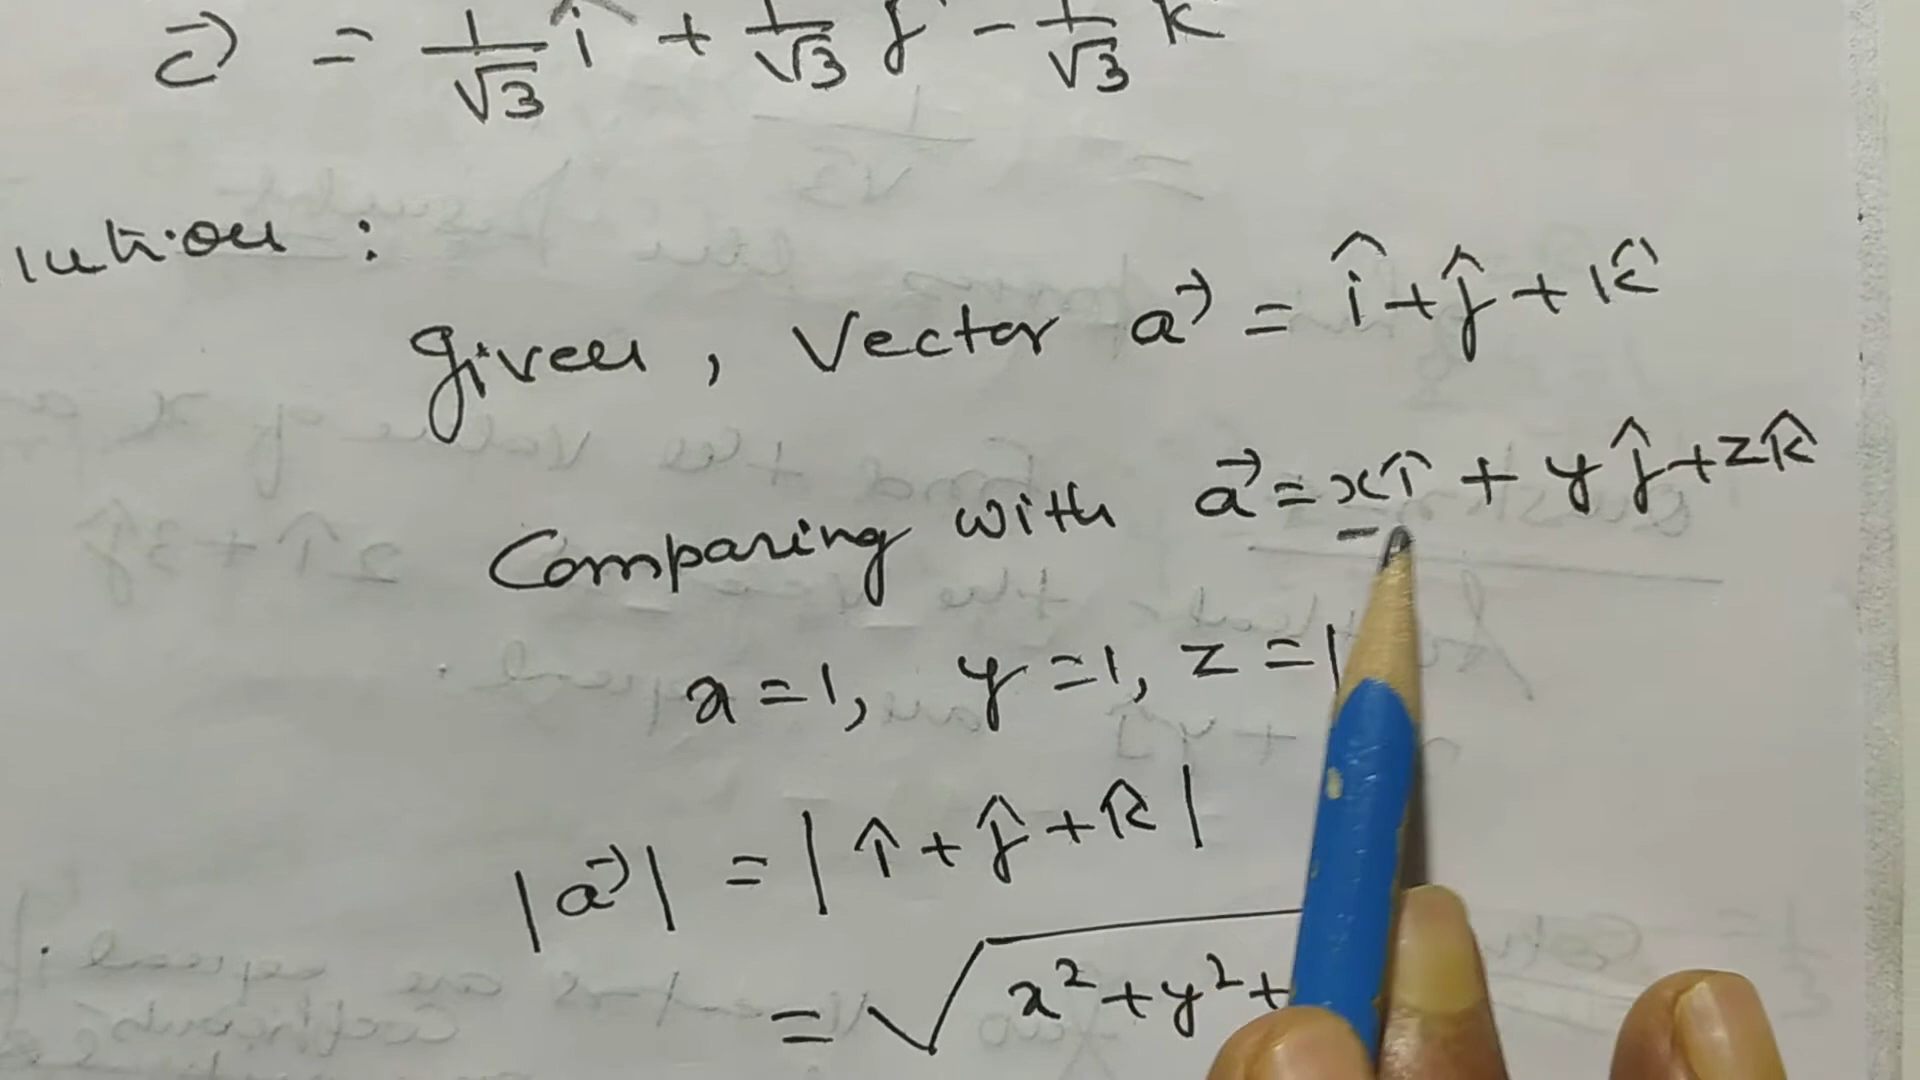 c⃗ = 1/√3 î + 1/√3 ĵ - 1/√3 k̂
lution :
Given, Vector a⃗ = î + ĵ + k̂
Comparing with a⃗ = xî + yĵ + zk̂
x = 1, y = 1, z = 1
|a⃗| = | î + ĵ + k̂ |
= √x² + y² +